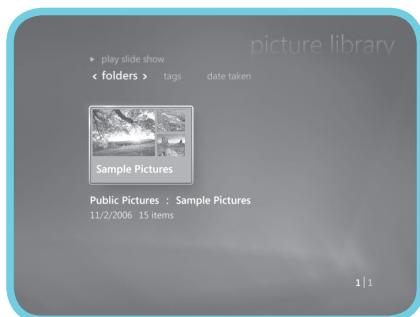 picture library
▸ play slide show
‹ folders › tags date taken
Sample Pictures
Public Pictures : Sample Pictures
11/2/2006 15 items
1 | 1